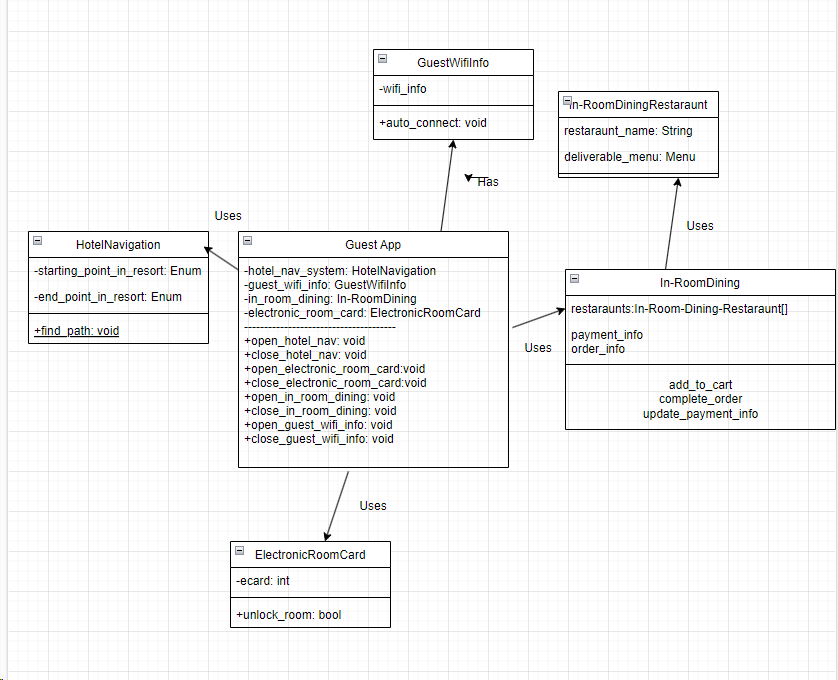 GuestWifiInfo
-wifi_info
+auto_connect: void
In-RoomDiningRestaraunt
restaraunt_name: String
deliverable_menu: Menu
Has
Uses
Uses
HotelNavigation
-starting_point_in_resort: Enum
-end_point_in_resort: Enum
+find_path: void
Guest App
-hotel_nav_system: HotelNavigation
-guest_wifi_info: GuestWifiInfo
-in_room_dining: In-RoomDining
-electronic_room_card: ElectronicRoomCard
--------------------------------------
+open_hotel_nav: void
+close_hotel_nav: void
+open_electronic_room_card:void
+close_electronic_room_card:void
+open_in_room_dining: void
+close_in_room_dining: void
+open_guest_wifi_info: void
+close_guest_wifi_info: void
Uses
In-RoomDining
restaraunts:In-Room-Dining-Restaraunt[]
payment_info
order_info
add_to_cart
complete_order
update_payment_info
Uses
ElectronicRoomCard
-ecard: int
+unlock_room: bool